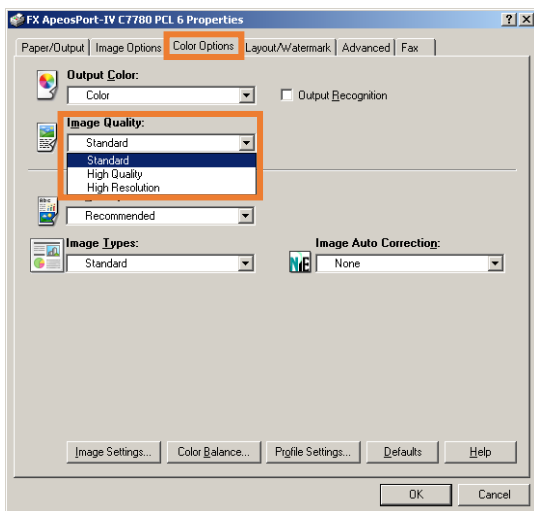 FX ApeosPort-IV C7780 PCL 6 Properties
Paper/Output Image Options Color Options Layout/Watermark Advanced Fax
Output Color:
Color
Output Recognition
Image Quality:
Standard
Standard
High Quality
High Resolution
Recommended
Image Types:
Image Auto Correction:
Standard
None
Image Settings... Color Balance... Profile Settings... Defaults Help
OK Cancel